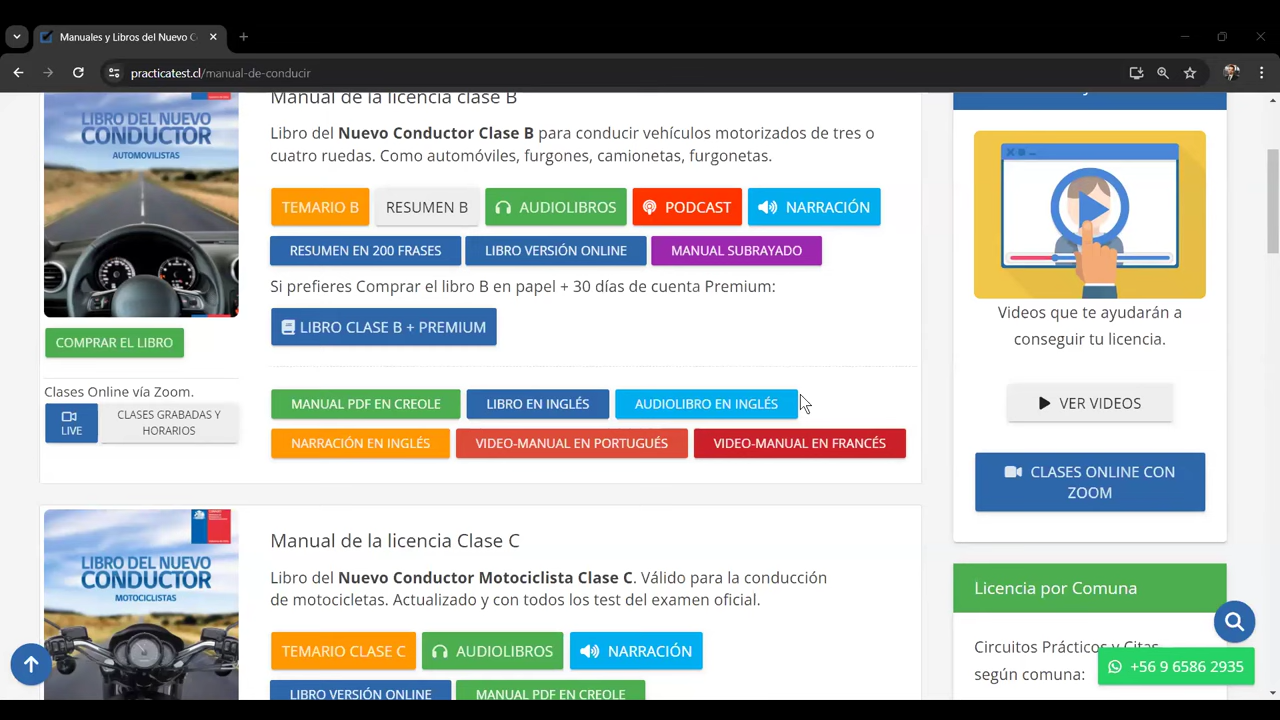 Manuales y Libros del Nuevo C
practicatest.cl/manual-de-conducir
LIBRO DEL NUEVO
CONDUCTOR
AUTOMOVILISTAS
COMPRAR EL LIBRO
Clases Online vía Zoom.
LIVE
CLASES GRABADAS Y
HORARIOS
Manual de la licencia clase B
Libro del Nuevo Conductor Clase B para conducir vehículos motorizados de tres o
cuatro ruedas. Como automóviles, furgones, camionetas, furgonetas.
TEMARIO B
RESUMEN B
AUDIOLIBROS
PODCAST
NARRACIÓN
RESUMEN EN 200 FRASES
LIBRO VERSIÓN ONLINE
MANUAL SUBRAYADO
Si prefieres Comprar el libro B en papel + 30 días de cuenta Premium:
LIBRO CLASE B + PREMIUM
MANUAL PDF EN CREOLE
LIBRO EN INGLÉS
AUDIOLIBRO EN INGLÉS
NARRACIÓN EN INGLÉS
VIDEO-MANUAL EN PORTUGUÉS
VIDEO-MANUAL EN FRANCÉS
LIBRO DEL NUEVO
CONDUCTOR
MOTOCICLISTAS
Manual de la licencia Clase C
Libro del Nuevo Conductor Motociclista Clase C. Válido para la conducción
de motocicletas. Actualizado y con todos los test del examen oficial.
TEMARIO CLASE C
AUDIOLIBROS
NARRACIÓN
LIBRO VERSIÓN ONLINE
MANUAL PDF EN CREOLE
Videos que te ayudarán a
conseguir tu licencia.
VER VIDEOS
CLASES ONLINE CON
ZOOM
Licencia por Comuna
Circuitos Prácticos y Citas
según comuna:
+56 9 6586 2935